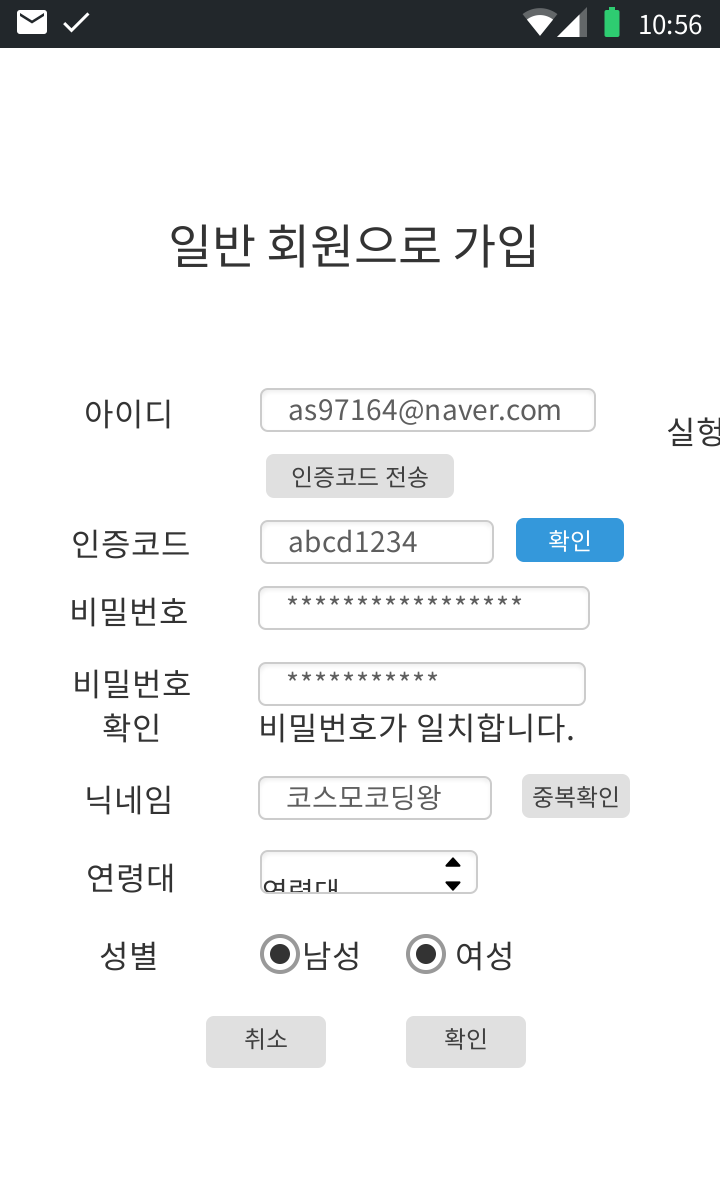 10:56
일반 회원으로 가입
아이디
as97164@naver.com
실행
인증코드 전송
인증코드
abcd1234
확인
비밀번호
*****************
비밀번호
확인
***********
비밀번호가 일치합니다.
닉네임
코스모코딩왕
중복확인
연령대
연령대
성별
남성
여성
취소
확인